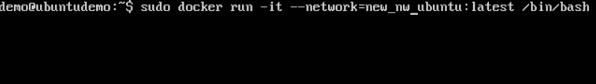 demo@ubuntudemo:~$ sudo docker run -it --network=new_nw_ubuntu:latest /bin/bash